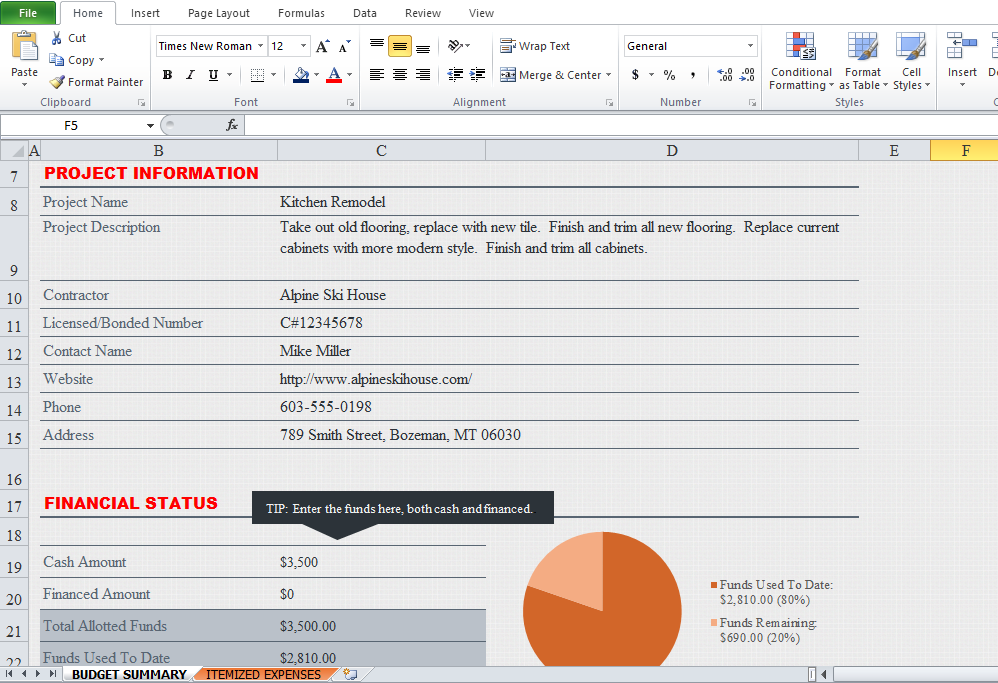 File Home Insert Page Layout Formulas Data Review View
Paste Cut Copy Format Painter
Times New Roman 12 A A
B I U A
Wrap Text
Merge & Center
General
$ % , .00 .00
Conditional Formatting
Format as Table
Cell Styles
Insert
Clipboard Font Alignment Number Styles
F5 fx
A B C D E F
7 PROJECT INFORMATION
8 Project Name Kitchen Remodel
Project Description Take out old flooring, replace with new tile. Finish and trim all new flooring. Replace current
cabinets with more modern style. Finish and trim all cabinets.
9
10 Contractor Alpine Ski House
11 Licensed/Bonded Number C#12345678
12 Contact Name Mike Miller
13 Website http://www.alpineskihouse.com/
14 Phone 603-555-0198
15 Address 789 Smith Street, Bozeman, MT 06030
16
17 FINANCIAL STATUS
TIP: Enter the funds here, both cash and financed.
18
19 Cash Amount $3,500
20 Financed Amount $0
21 Total Allotted Funds $3,500.00
22 Funds Used To Date $2,810.00
Funds Used To Date:
$2,810.00 (80%)
Funds Remaining:
$690.00 (20%)
BUDGET SUMMARY ITEMIZED EXPENSES